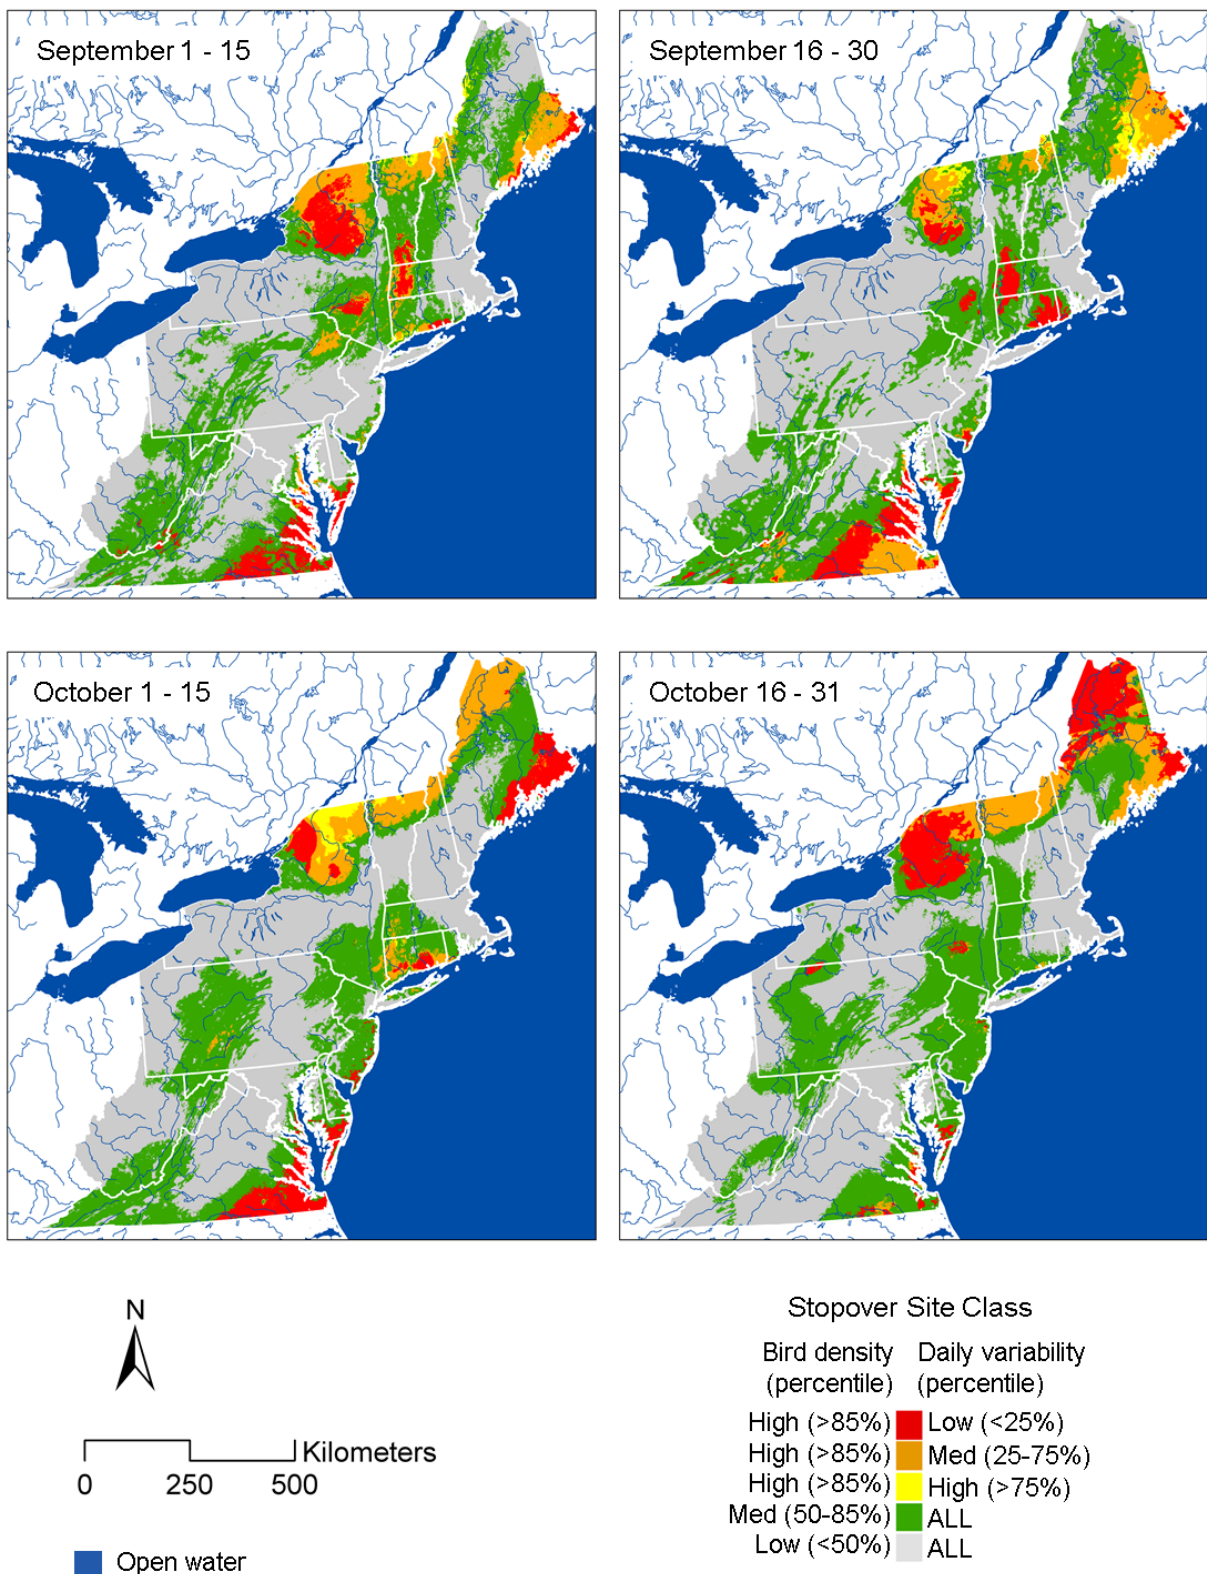 September 1 - 15
September 16 - 30
October 1 - 15
October 16 - 31
N
Kilometers
0 250 500
Open water
Stopover Site Class
Bird density Daily variability
(percentile) (percentile)
High (>85%) Low (<25%)
High (>85%) Med (25-75%)
High (>85%) High (>75%)
Med (50-85%) ALL
Low (<50%) ALL